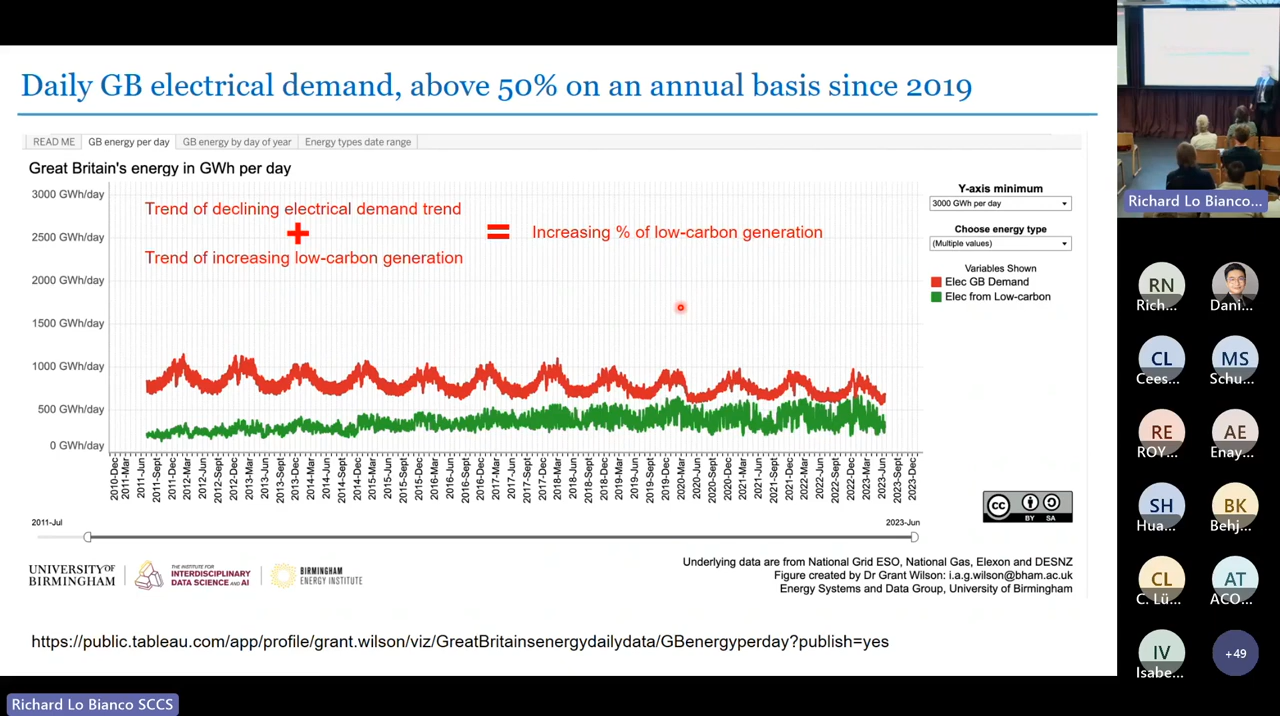 Daily GB electrical demand, above 50% on an annual basis since 2019
READ ME
GB energy per day
GB energy by day of year
Energy types date range
Great Britain's energy in GWh per day
3000 GWh/day
2500 GWh/day
2000 GWh/day
1500 GWh/day
1000 GWh/day
500 GWh/day
0 GWh/day
Trend of declining electrical demand trend
+
Trend of increasing low-carbon generation
=
Increasing % of low-carbon generation
2010-Dec
2011-Mar
2011-Jun
2011-Sept
2011-Dec
2012-Mar
2012-Jun
2012-Sept
2012-Dec
2013-Mar
2013-Jun
2013-Sept
2013-Dec
2014-Mar
2014-Jun
2014-Sept
2014-Dec
2015-Mar
2015-Jun
2015-Sept
2015-Dec
2016-Mar
2016-Jun
2016-Sept
2016-Dec
2017-Mar
2017-Jun
2017-Sept
2017-Dec
2018-Mar
2018-Jun
2018-Sept
2018-Dec
2019-Mar
2019-Jun
2019-Sept
2019-Dec
2020-Mar
2020-Jun
2020-Sept
2020-Dec
2021-Mar
2021-Jun
2021-Sept
2021-Dec
2022-Mar
2022-Jun
2022-Sept
2022-Dec
2023-Mar
2023-Jun
2023-Sept
2023-Dec
Y-axis minimum
3000 GWh per day
Choose energy type
(Multiple values)
Variables Shown
Elec GB Demand
Elec from Low-carbon
cc
BY SA
2011-Jul
2023-Jun
UNIVERSITY OF
BIRMINGHAM
THE INSTITUTE FOR
INTERDISCIPLINARY
DATA SCIENCE AND AI
BIRMINGHAM
ENERGY INSTITUTE
Underlying data are from National Grid ESO, National Gas, Elexon and DESNZ
Figure created by Dr Grant Wilson: i.a.g.wilson@bham.ac.uk
Energy Systems and Data Group, University of Birmingham
https://public.tableau.com/app/profile/grant.wilson/viz/GreatBritainsenergydailydata/GBenergyperday?publish=yes
Richard Lo Bianco SCCS
Richard Lo Bianco...
RN
Rich...
Dani...
CL
Cees...
MS
Schu...
RE
ROY...
AE
Enay...
SH
Hua...
BK
Behj...
CL
C. Lü...
AT
ACO...
IV
Isabe...
+49